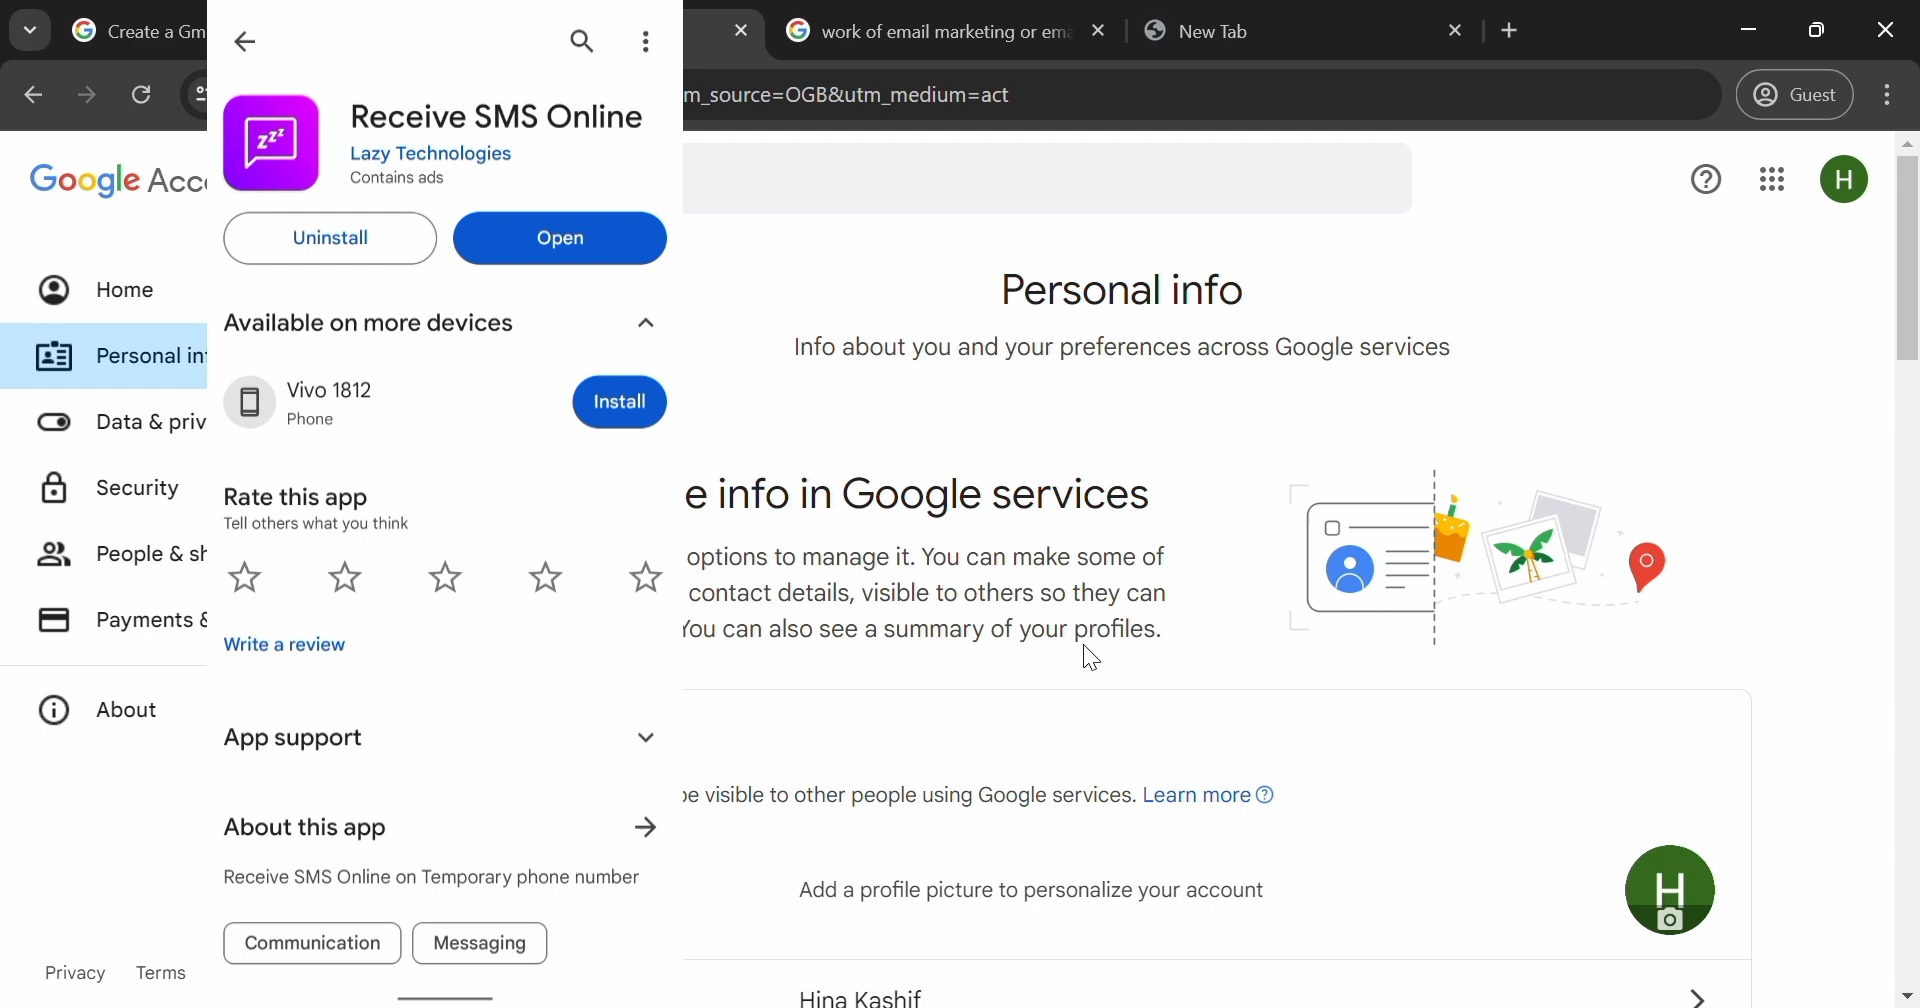 Create a Gm
work of email marketing or ema
New Tab
m_source=OGB&utm_medium=act
Guest
Receive SMS Online
Lazy Technologies
Contains ads
Uninstall
Open
Available on more devices
Vivo 1812
Phone
Install
Rate this app
Tell others what you think
Write a review
App support
About this app
Receive SMS Online on Temporary phone number
Communication
Messaging
zzz
Google Acc
Home
Personal in
Data & priv
Security
People & sh
Payments &
About
Privacy
Terms
H
Personal info
Info about you and your preferences across Google services
e info in Google services
options to manage it. You can make some of
contact details, visible to others so they can
You can also see a summary of your profiles.
be visible to other people using Google services. Learn more
Add a profile picture to personalize your account
H
Hina Kashif